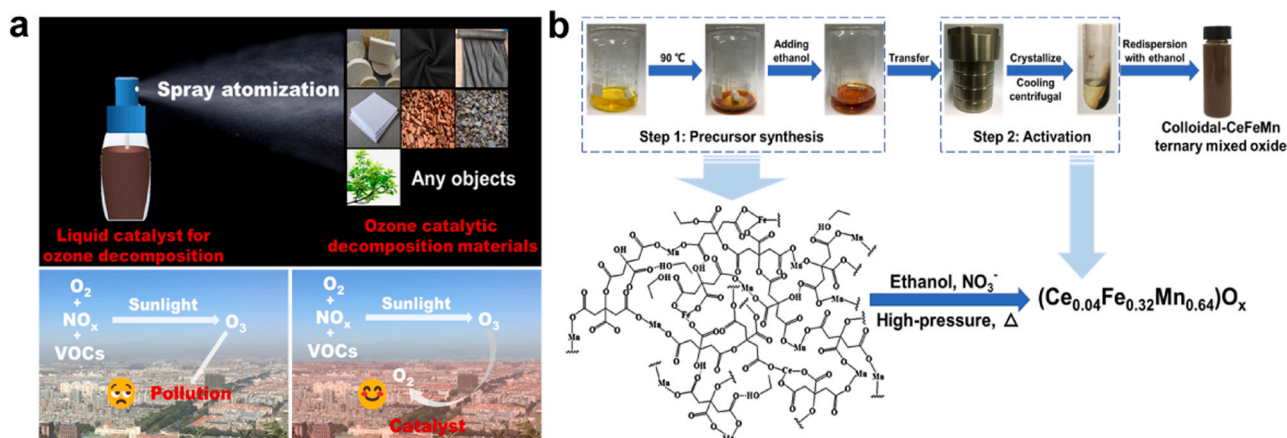 a
Spray atomization
Any objects
Liquid catalyst for
ozone decomposition
Ozone catalytic
decomposition materials
O₂
+
NOₓ
+
VOCs
Sunlight
O₃
Pollution
O₂
+
NOₓ
+
VOCs
Sunlight
O₃
O₂
Catalyst
b
90 ℃
Adding
ethanol
Transfer
Crystallize
Cooling
centrifugal
Redispersion
with ethanol
Step 1: Precursor synthesis
Step 2: Activation
Colloidal-CeFeMn
ternary mixed oxide
Ethanol, NO₃⁻
High-pressure, △
(Ce₀.₀₄Fe₀.₃₂Mn₀.₆₄)Oₓ